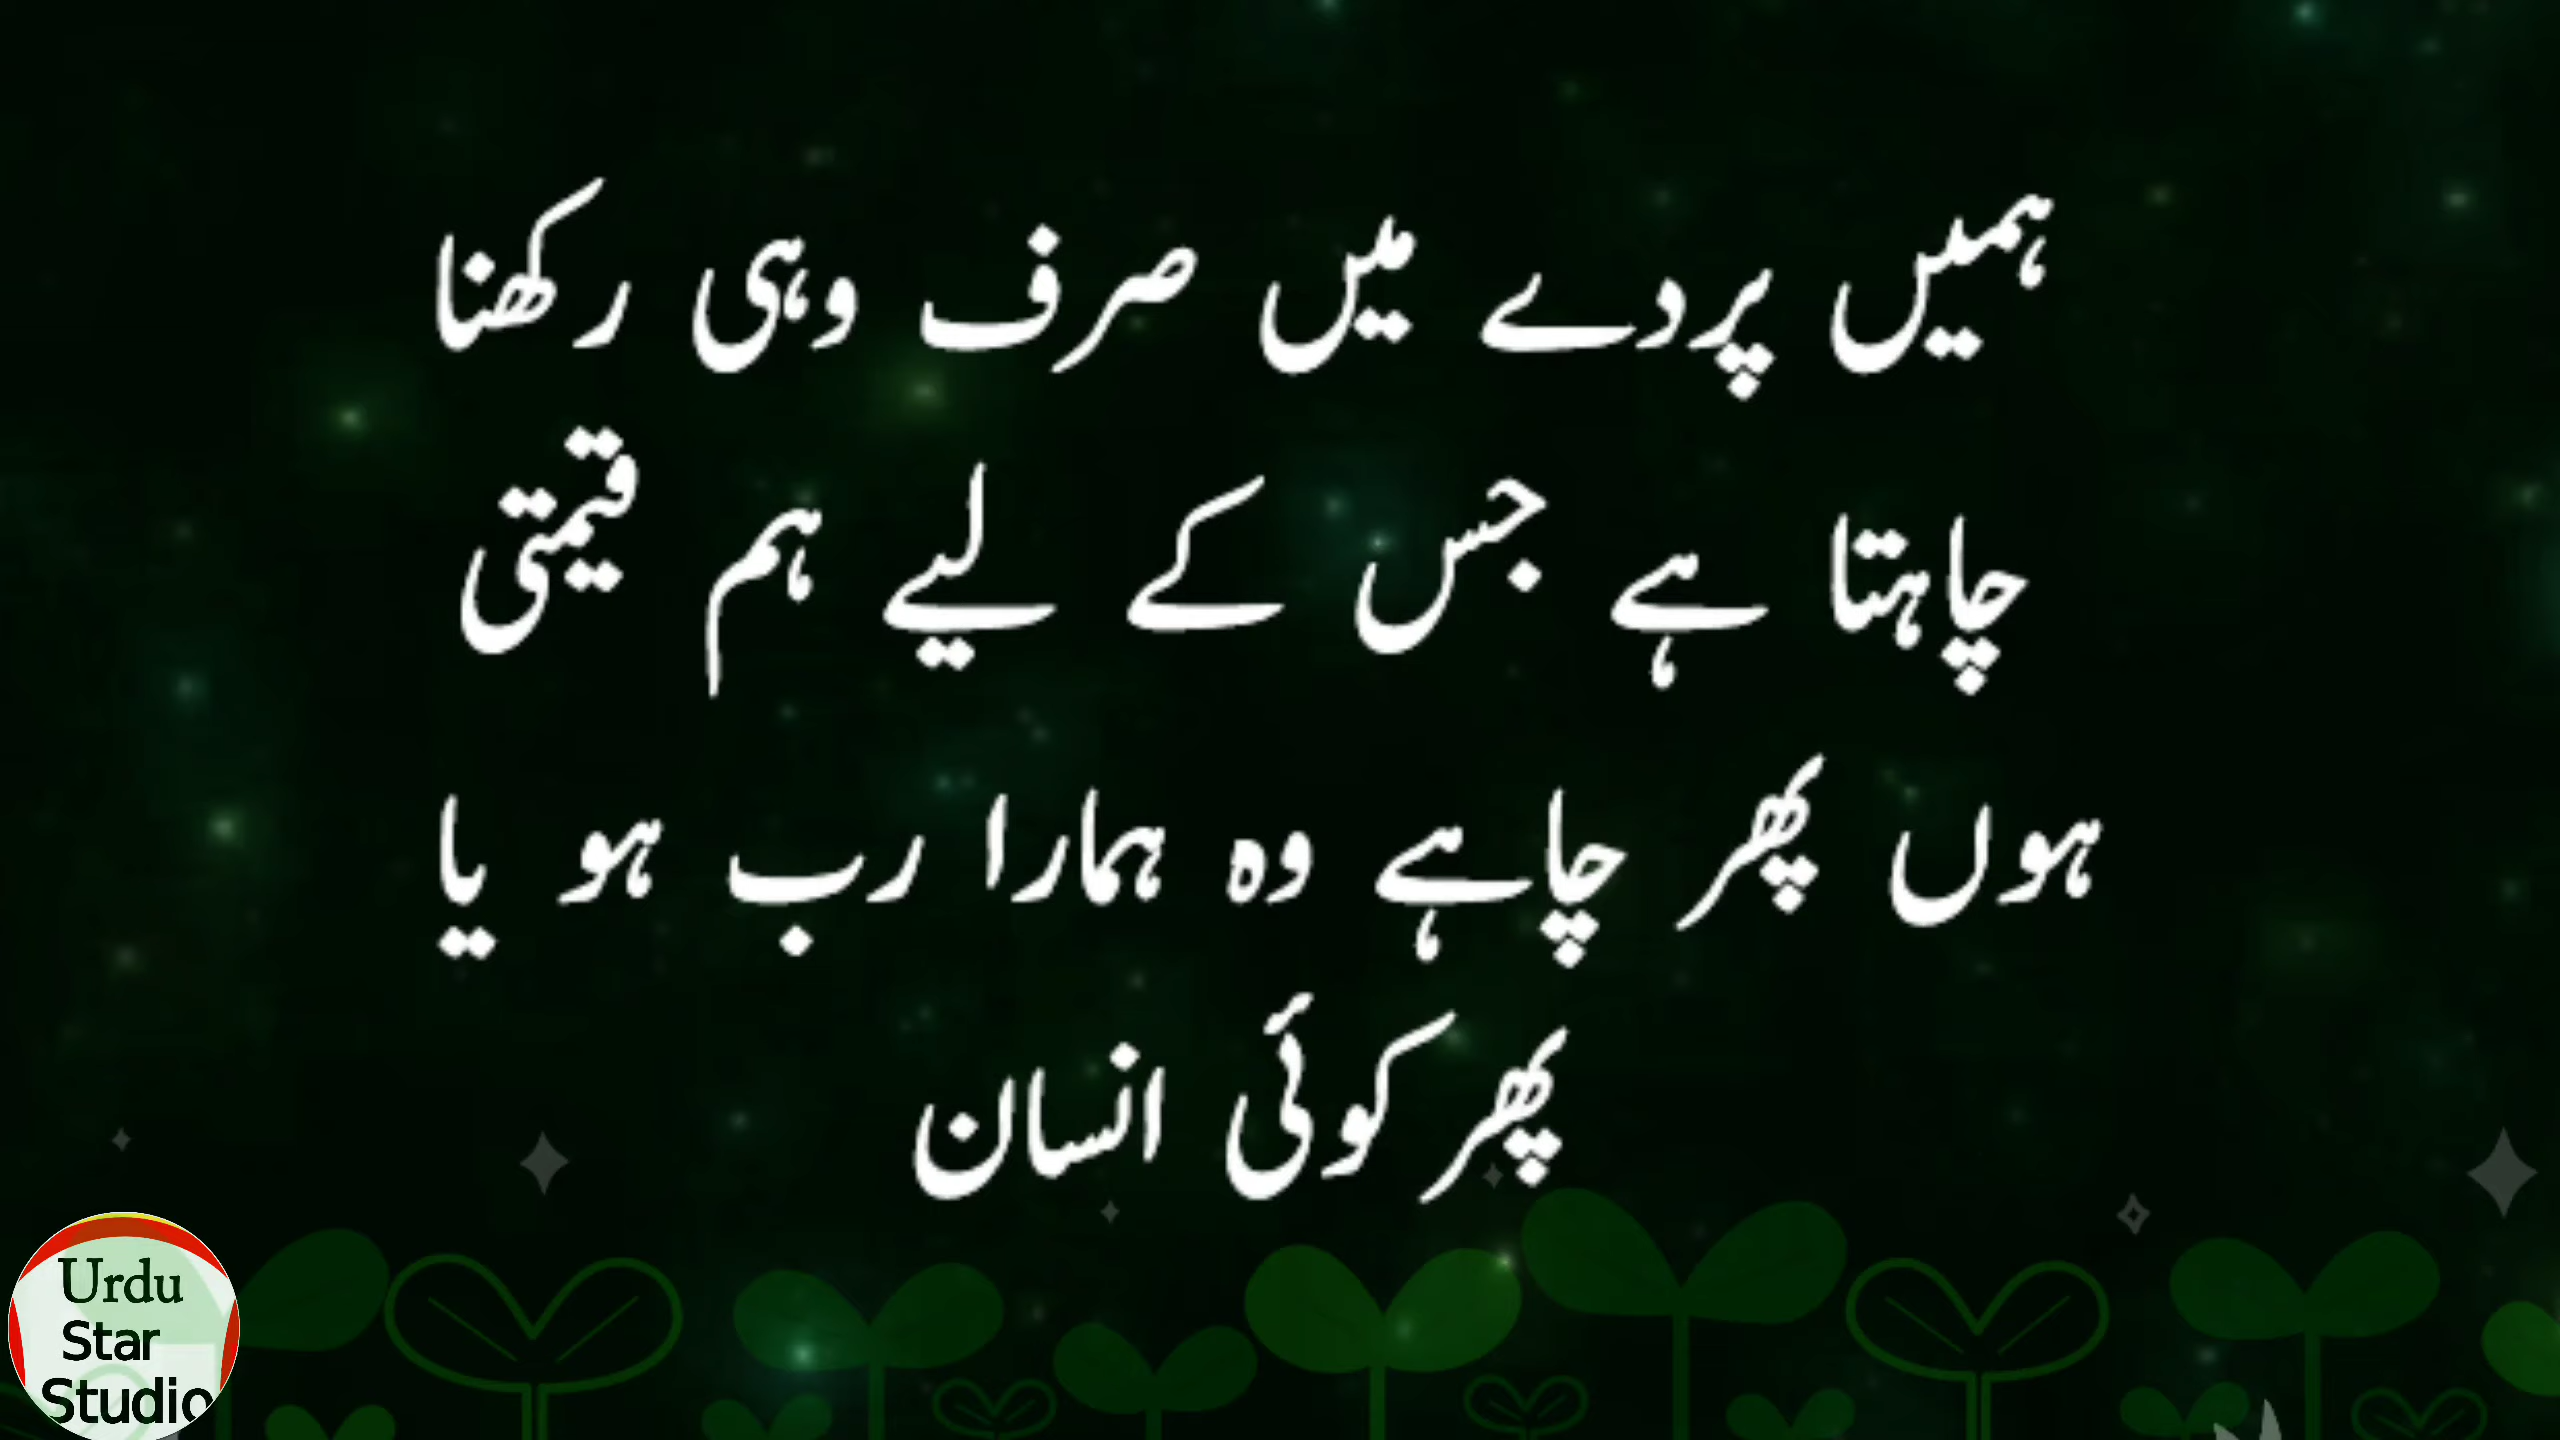 ہمیں پردے میں صرف وہی رکھنا
چاہتا ہے جس کے لیے ہم قیمتی
ہوں پھر چاہے وہ ہمارا رب ہو یا
پھر کوئی انسان
Urdu
Star
Studio